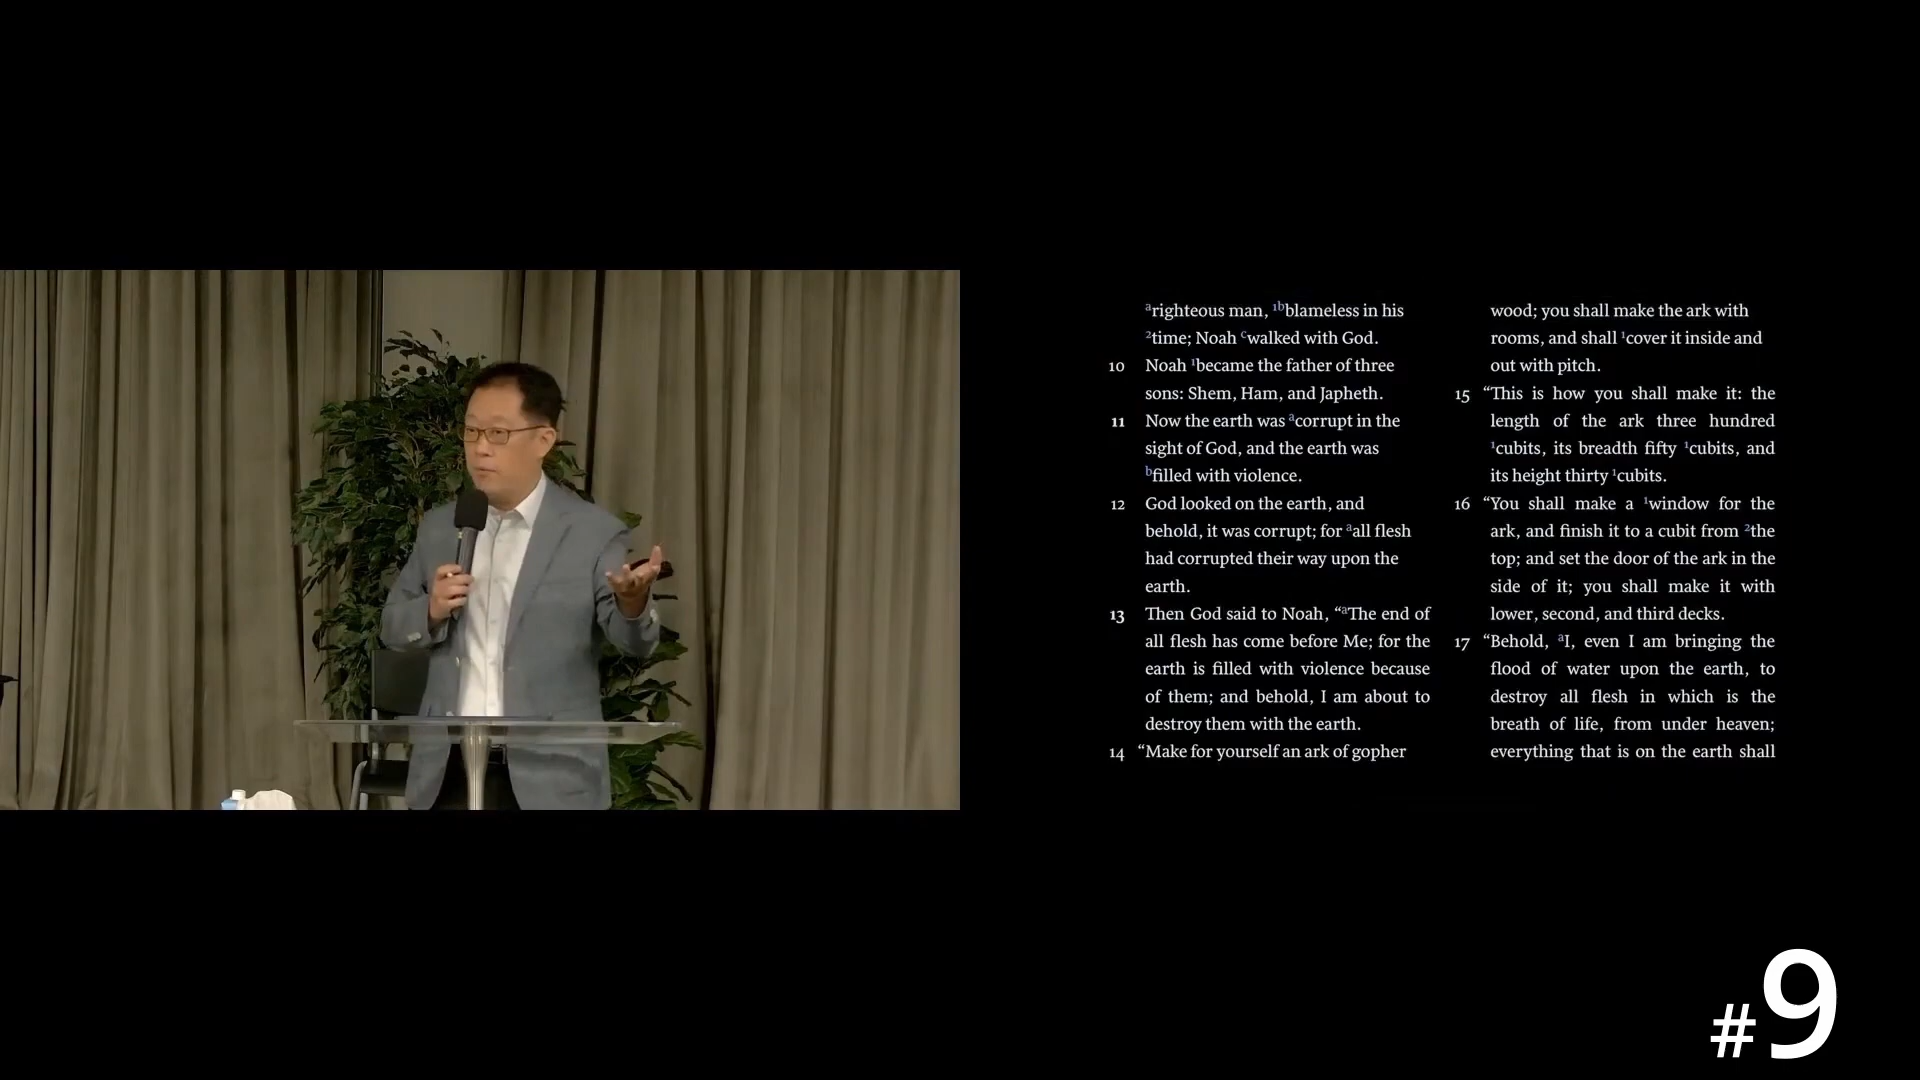 ᵃrighteous man, ¹ᵇblameless in his
²time; Noah ᶜwalked with God.
10 Noah ¹became the father of three
sons: Shem, Ham, and Japheth.
11 Now the earth was ᵃcorrupt in the
sight of God, and the earth was
ᵇfilled with violence.
12 God looked on the earth, and
behold, it was corrupt; for ᵃall flesh
had corrupted their way upon the
earth.
13 Then God said to Noah, “ᵃThe end of
all flesh has come before Me; for the
earth is filled with violence because
of them; and behold, I am about to
destroy them with the earth.
14 “Make for yourself an ark of gopher
wood; you shall make the ark with
rooms, and shall ¹cover it inside and
out with pitch.
15 “This is how you shall make it: the
length of the ark three hundred
¹cubits, its breadth fifty ¹cubits, and
its height thirty ¹cubits.
16 “You shall make a ¹window for the
ark, and finish it to a cubit from ²the
top; and set the door of the ark in the
side of it; you shall make it with
lower, second, and third decks.
17 “Behold, ᵃI, even I am bringing the
flood of water upon the earth, to
destroy all flesh in which is the
breath of life, from under heaven;
everything that is on the earth shall
#9